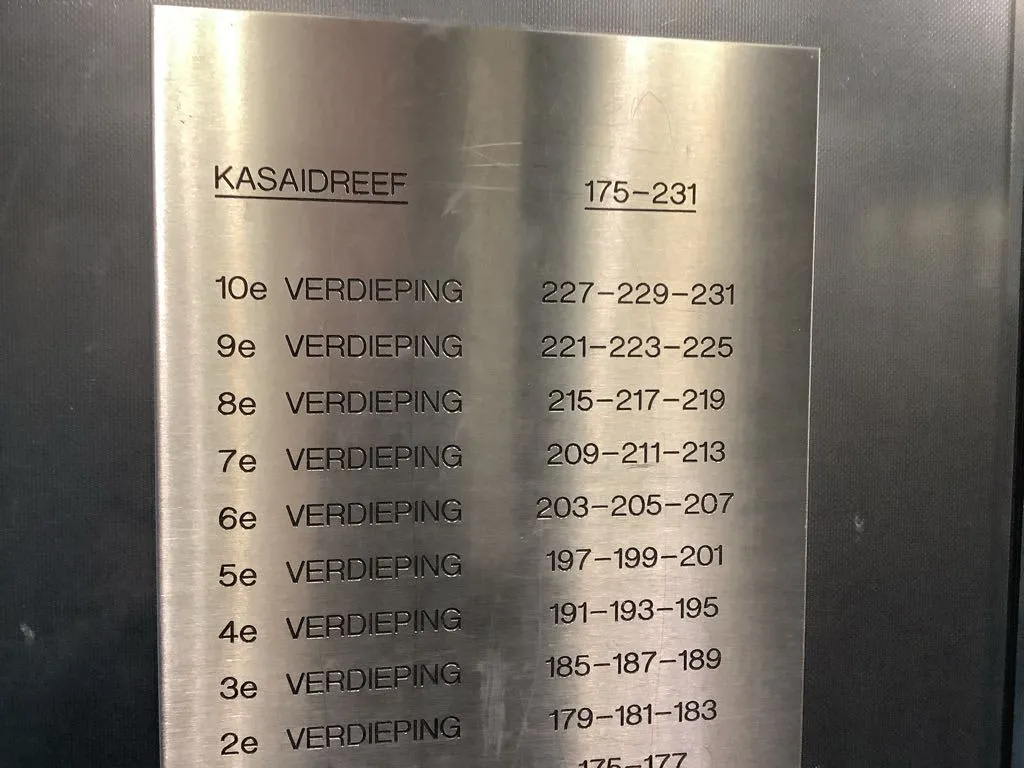 KASAIDREEF 175-231
10e VERDIEPING 227-229-231
9e VERDIEPING 221-223-225
8e VERDIEPING 215-217-219
7e VERDIEPING 209-211-213
6e VERDIEPING 203-205-207
5e VERDIEPING 197-199-201
4e VERDIEPING 191-193-195
3e VERDIEPING 185-187-189
2e VERDIEPING 179-181-183
175-177